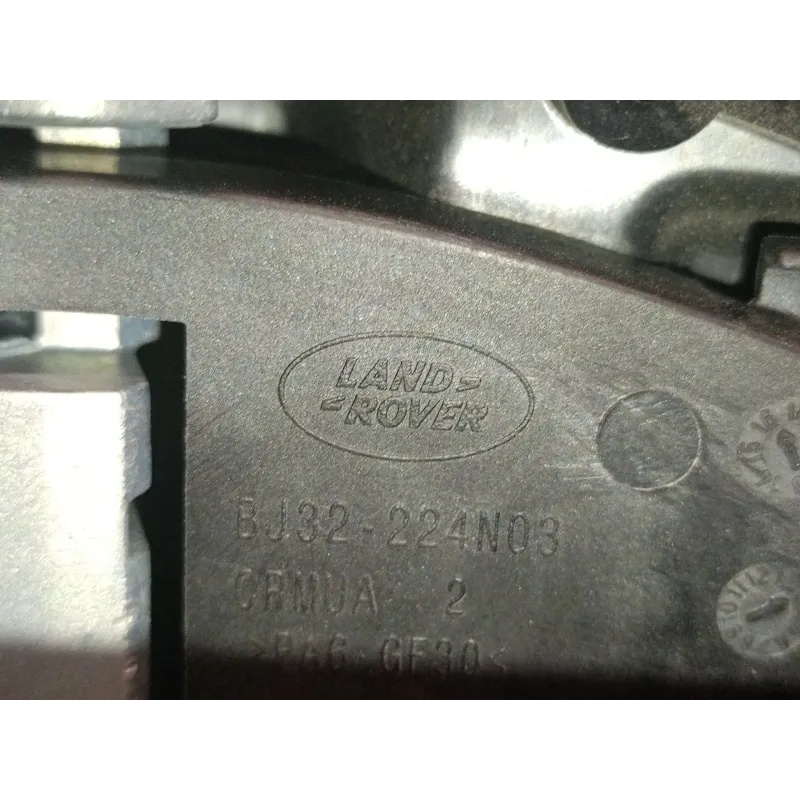 LAND
ROVER
BJ32-224N03
CRMUA - 2
>PA6-GF30<